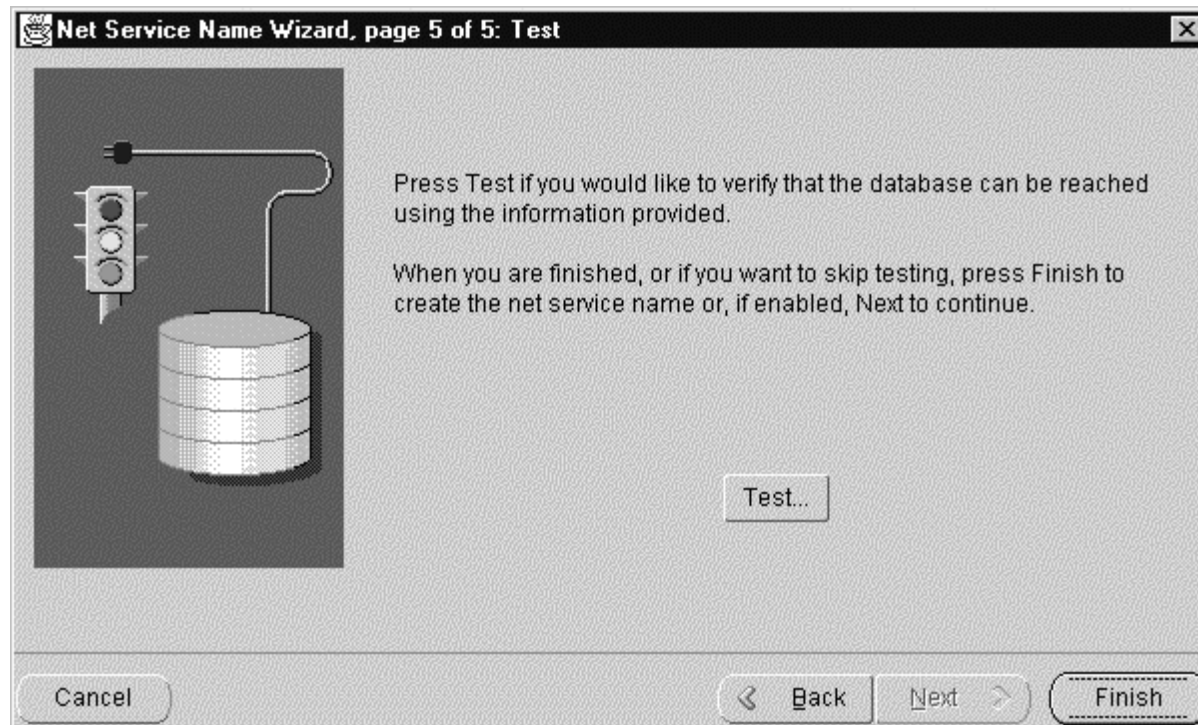 Net Service Name Wizard, page 5 of 5: Test
Press Test if you would like to verify that the database can be reached
using the information provided.
When you are finished, or if you want to skip testing, press Finish to
create the net service name or, if enabled, Next to continue.
Test...
Cancel
Back
Next
Finish